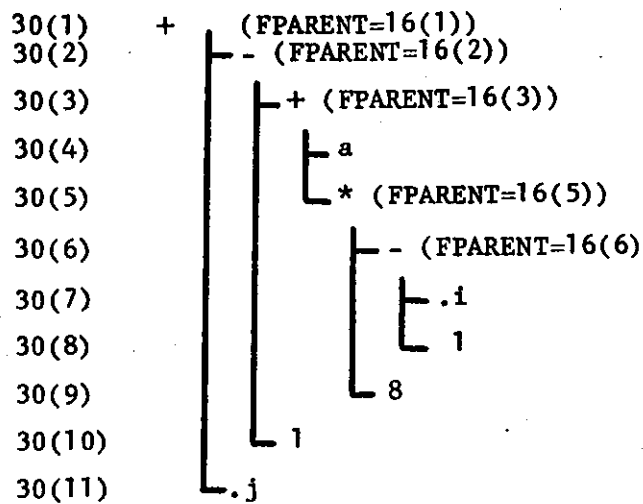 30(1) + (FPARENT=16(1))
30(2) - (FPARENT=16(2))
30(3) + (FPARENT=16(3))
30(4) a
30(5) * (FPARENT=16(5))
30(6) - (FPARENT=16(6)
30(7) .i
30(8) 1
30(9) 8
30(10) 1
30(11) .j